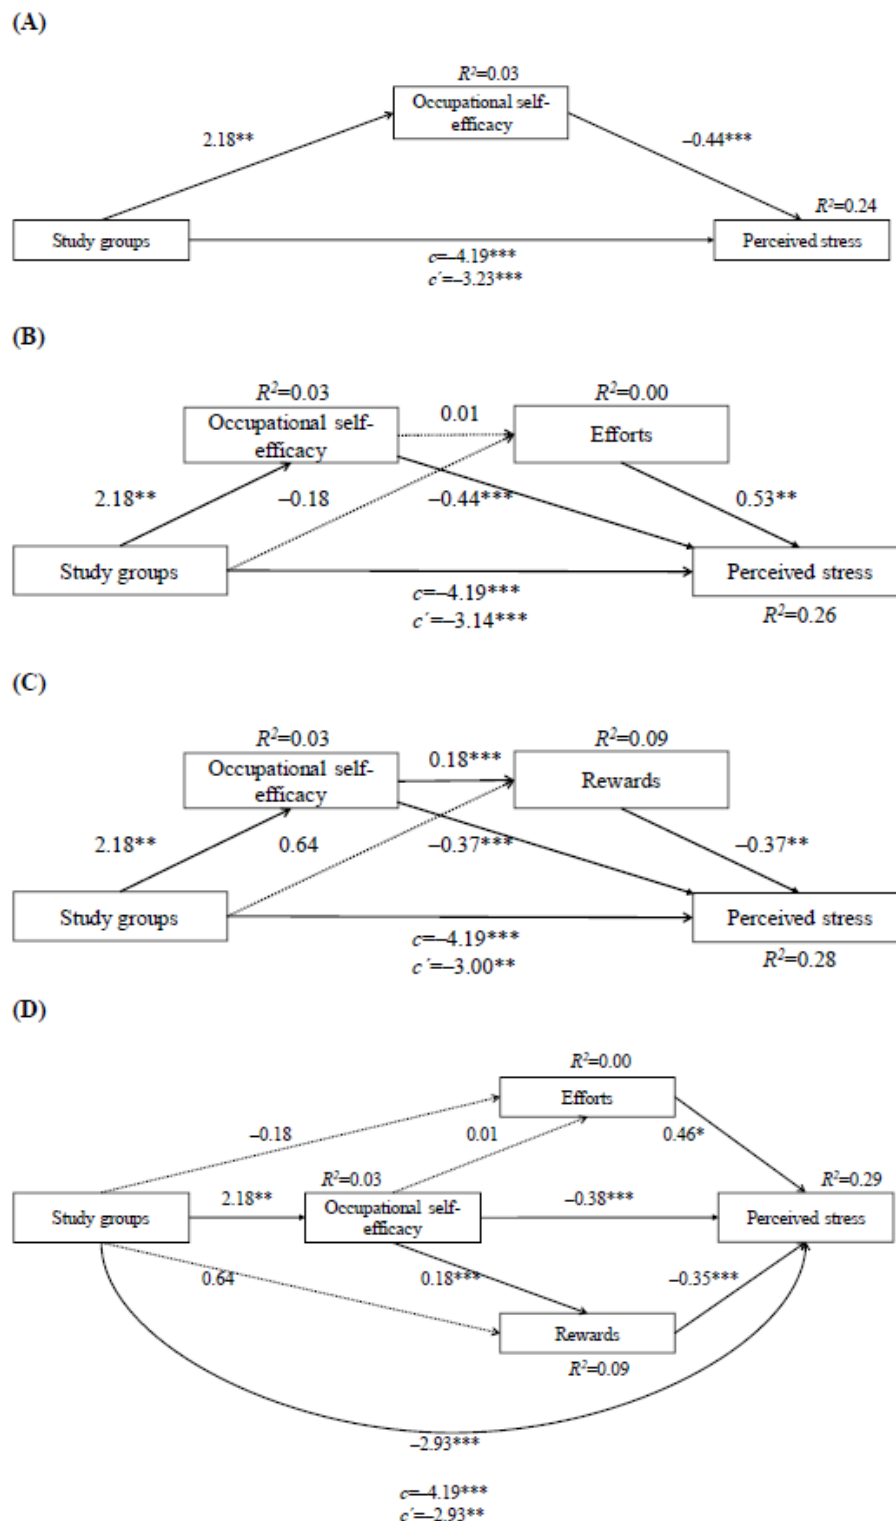 (A)
R²=0.03
Occupational self-
efficacy
2.18**
–0.44***
R²=0.24
Study groups
Perceived stress
c=–4.19***
c´=–3.23***
(B)
R²=0.03
R²=0.00
Occupational self-
efficacy
0.01
Efforts
2.18**
–0.18
–0.44***
0.53**
Study groups
Perceived stress
c=–4.19***
c´=–3.14***
R²=0.26
(C)
R²=0.03
R²=0.09
Occupational self-
efficacy
0.18***
Rewards
2.18**
0.64
–0.37***
–0.37**
Study groups
Perceived stress
c=–4.19***
c´=–3.00**
R²=0.28
(D)
R²=0.00
Efforts
–0.18
0.01
0.46*
R²=0.03
R²=0.29
Study groups
2.18**
Occupational self-
efficacy
–0.38***
Perceived stress
0.64
0.18***
–0.35***
Rewards
R²=0.09
–2.93***
c=–4.19***
c´=–2.93**